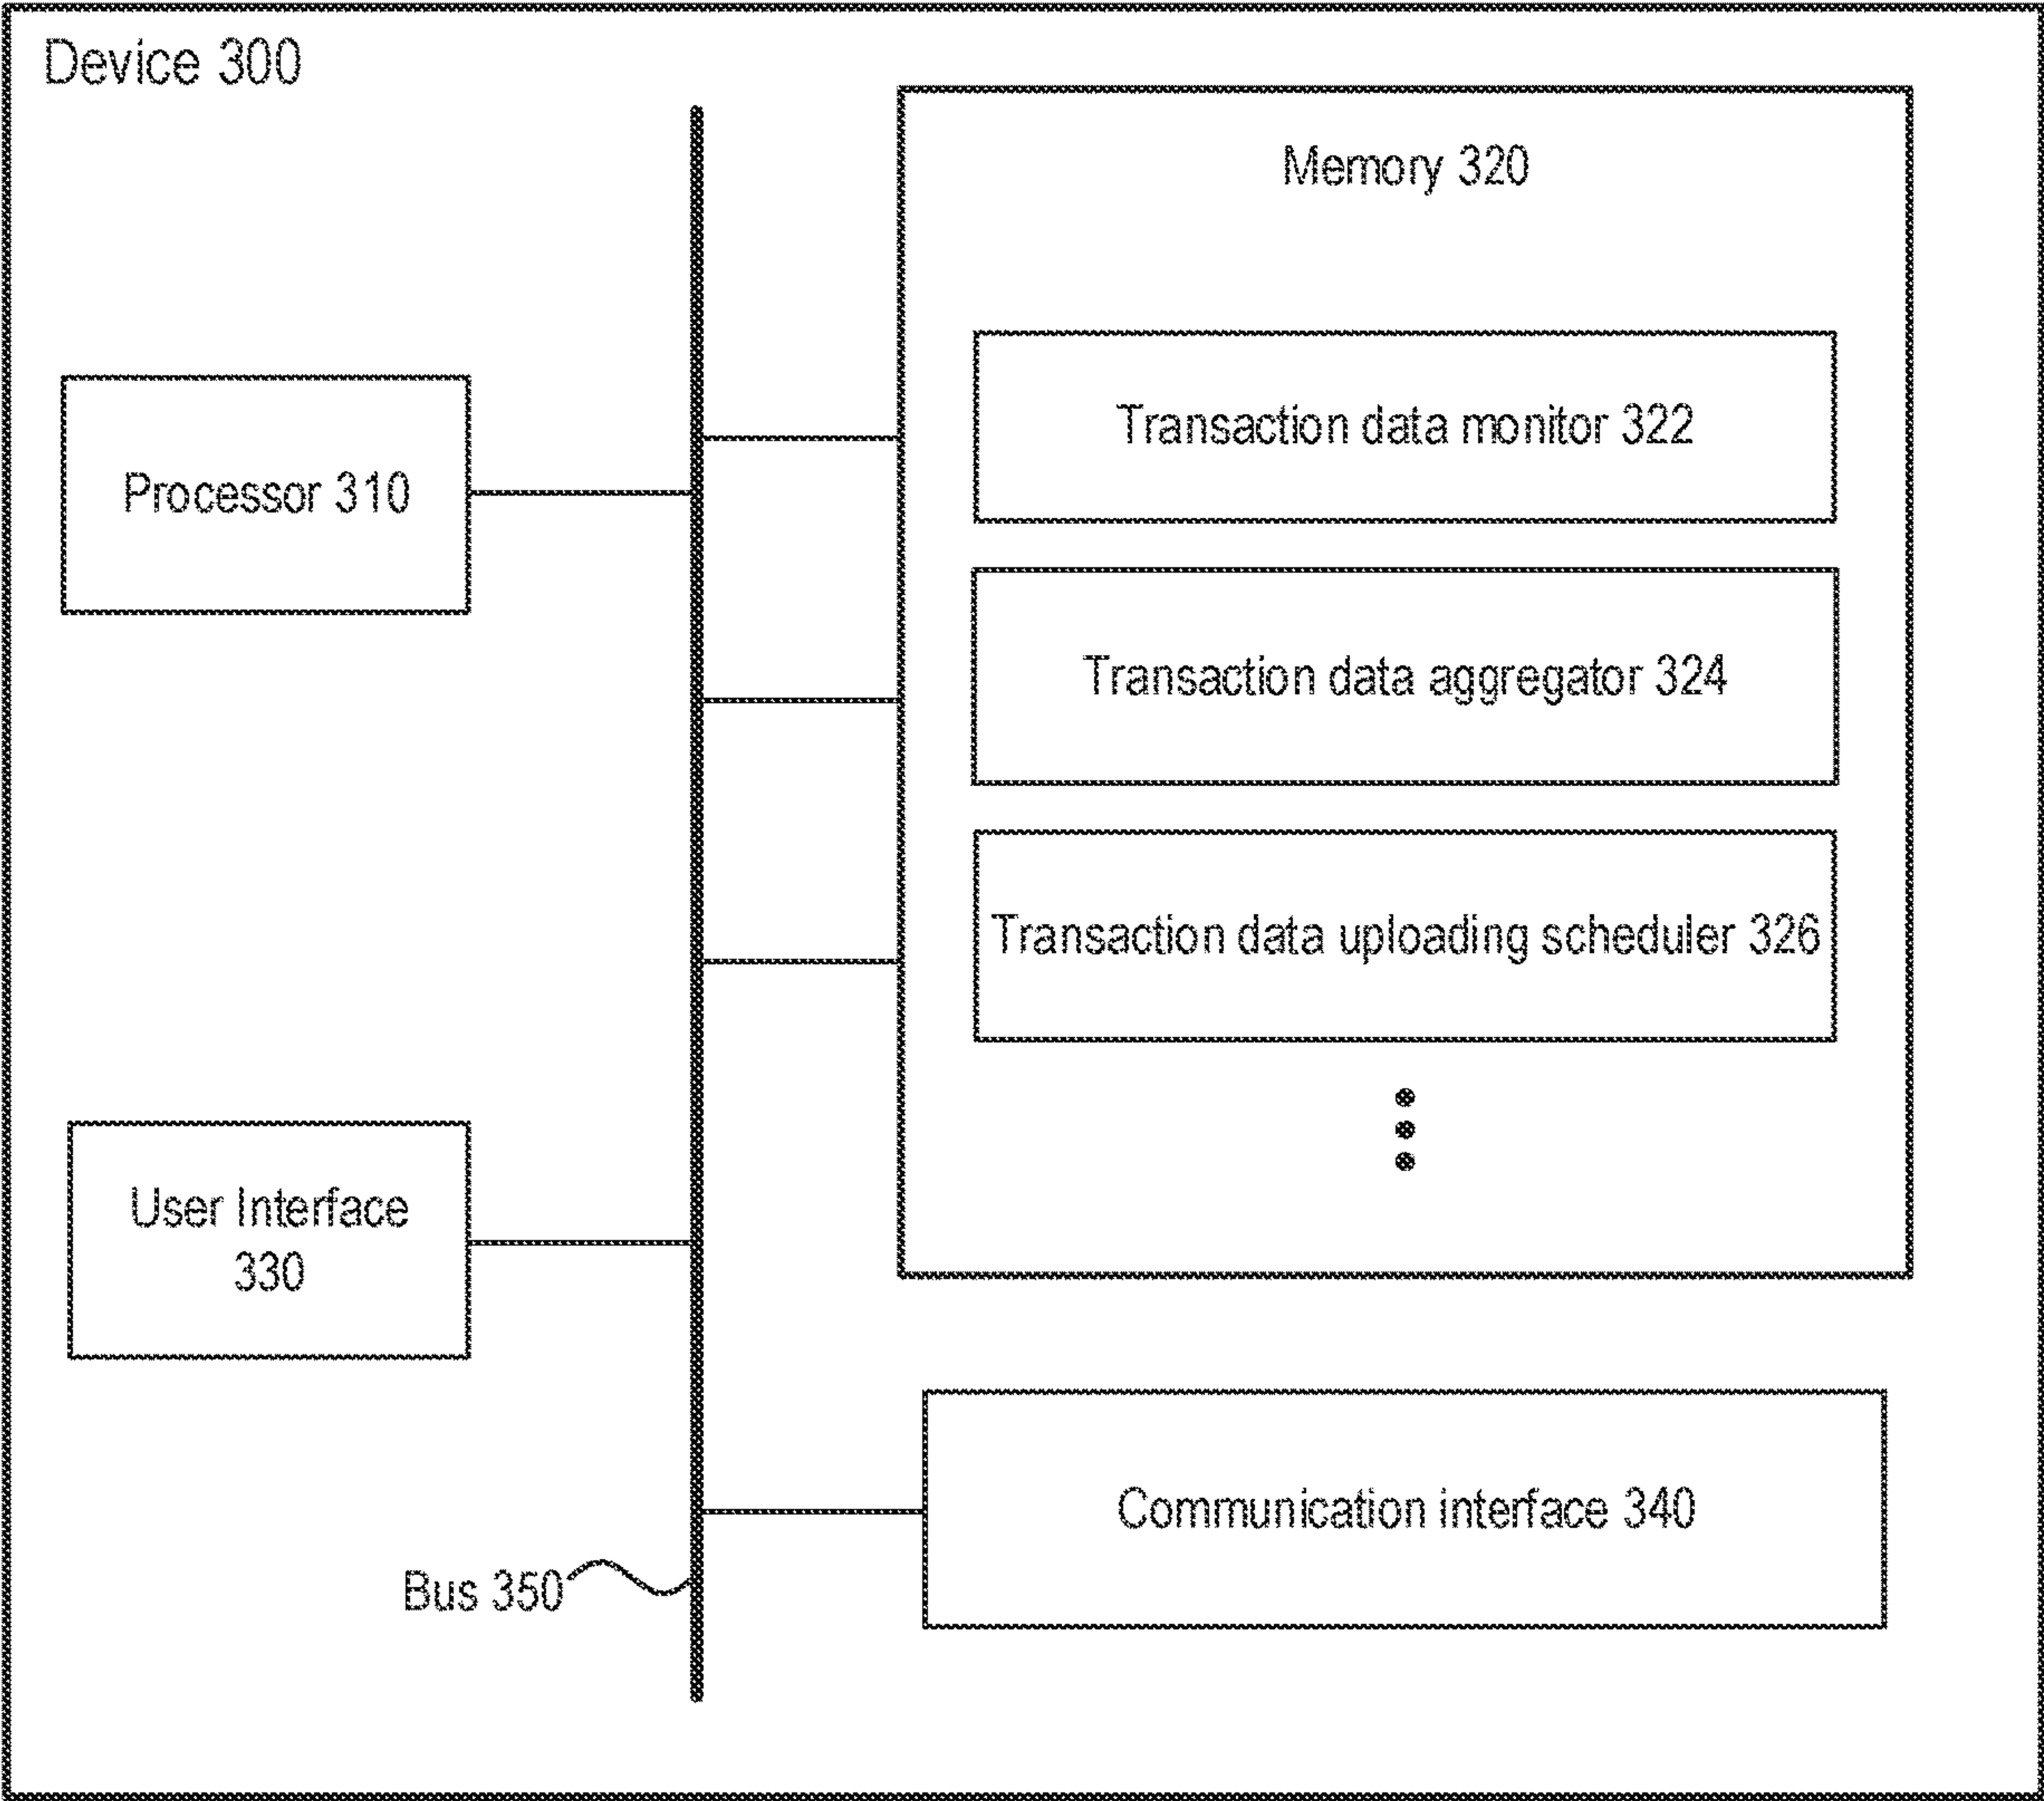 Device 300
Memory 320
Transaction data monitor 322
Processor 310
Transaction data aggregator 324
Transaction data uploading scheduler 326
User Interface
330
Communication interface 340
Bus 350